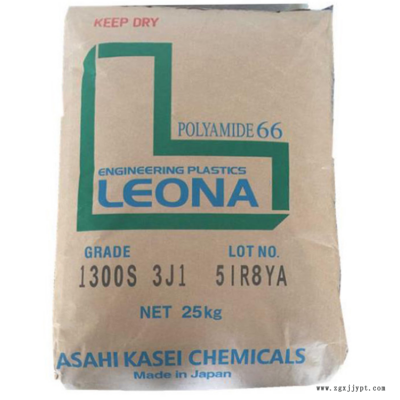 KEEP DRY
POLYAMIDE 66
ENGINEERING PLASTICS
LEONA
GRADE LOT NO.
1300S 3J1 5IR8YA
NET 25kg
ASAHI KASEI CHEMICALS
Made in Japan
www.zgxjjypt.com